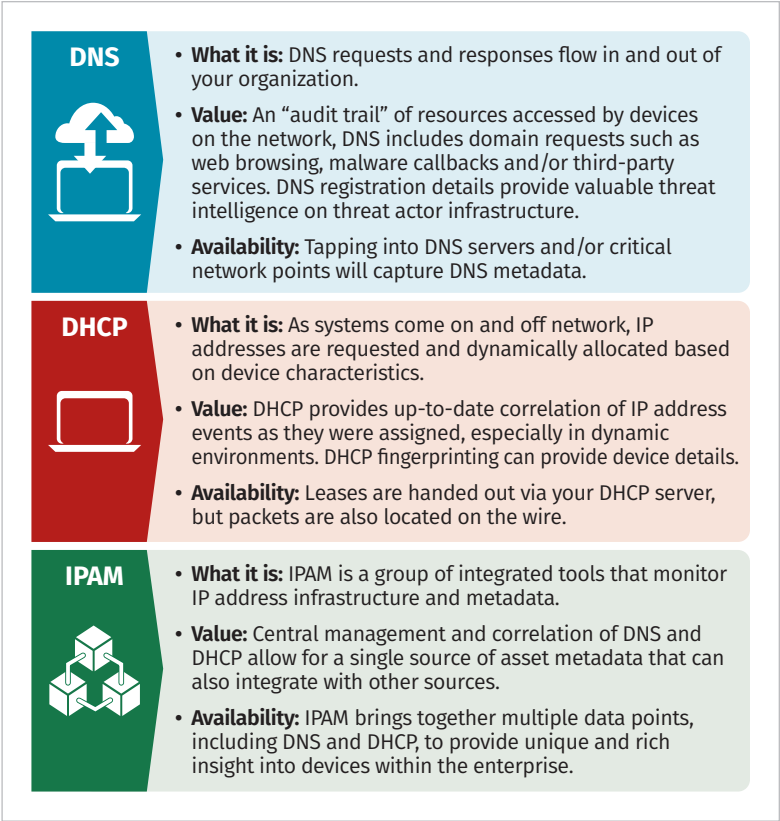 DNS
• What it is: DNS requests and responses flow in and out of
your organization.
• Value: An “audit trail” of resources accessed by devices
on the network, DNS includes domain requests such as
web browsing, malware callbacks and/or third-party
services. DNS registration details provide valuable threat
intelligence on threat actor infrastructure.
• Availability: Tapping into DNS servers and/or critical
network points will capture DNS metadata.
DHCP
• What it is: As systems come on and off network, IP
addresses are requested and dynamically allocated based
on device characteristics.
• Value: DHCP provides up-to-date correlation of IP address
events as they were assigned, especially in dynamic
environments. DHCP fingerprinting can provide device details.
• Availability: Leases are handed out via your DHCP server,
but packets are also located on the wire.
IPAM
• What it is: IPAM is a group of integrated tools that monitor
IP address infrastructure and metadata.
• Value: Central management and correlation of DNS and
DHCP allow for a single source of asset metadata that can
also integrate with other sources.
• Availability: IPAM brings together multiple data points,
including DNS and DHCP, to provide unique and rich
insight into devices within the enterprise.